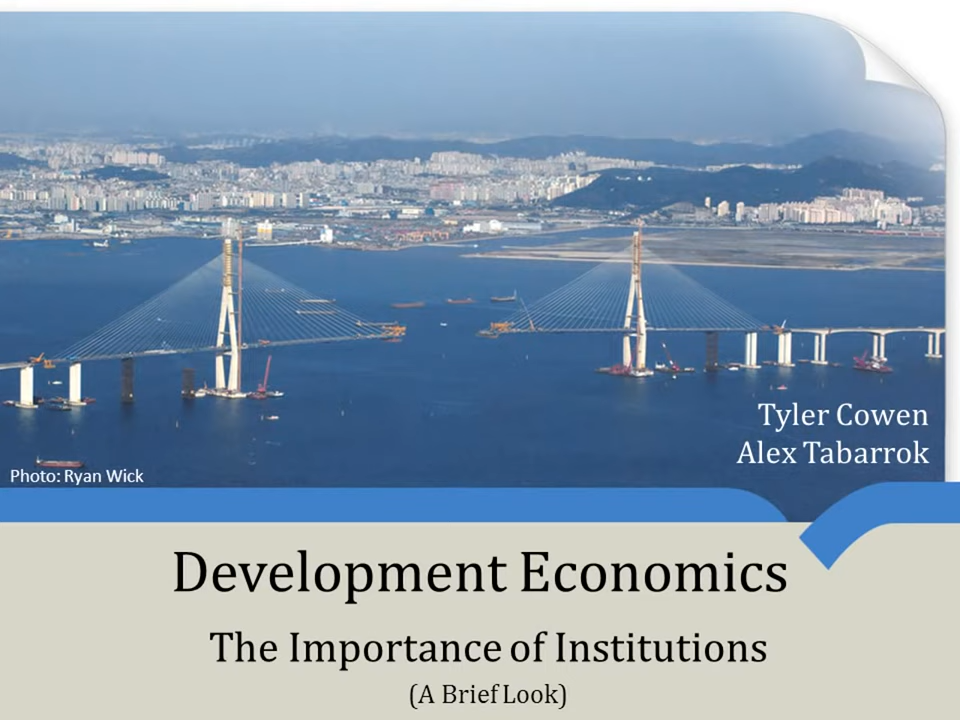 Tyler Cowen
Alex Tabarrok
Photo: Ryan Wick
Development Economics
The Importance of Institutions
(A Brief Look)